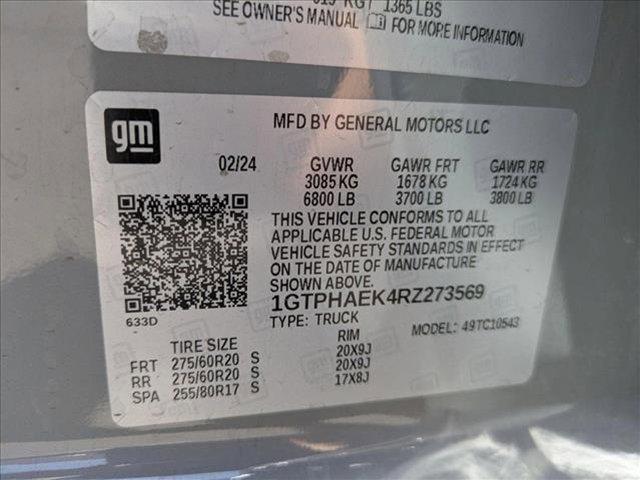 KG 1365 LBS
SEE OWNER'S MANUAL FOR MORE INFORMATION
gm
MFD BY GENERAL MOTORS LLC
02/24 GVWR GAWR FRT GAWR RR
3085 KG 1678 KG 1724 KG
6800 LB 3700 LB 3800 LB
THIS VEHICLE CONFORMS TO ALL
APPLICABLE U.S. FEDERAL MOTOR
VEHICLE SAFETY STANDARDS IN EFFECT
ON THE DATE OF MANUFACTURE SHOWN ABOVE.
1GTPHAEK4RZ273569
633D TYPE: TRUCK MODEL: 49TC10543
TIRE SIZE RIM
FRT 275/60R20 S 20X9J
RR 275/60R20 S 20X9J
SPA 255/80R17 S 17X8J